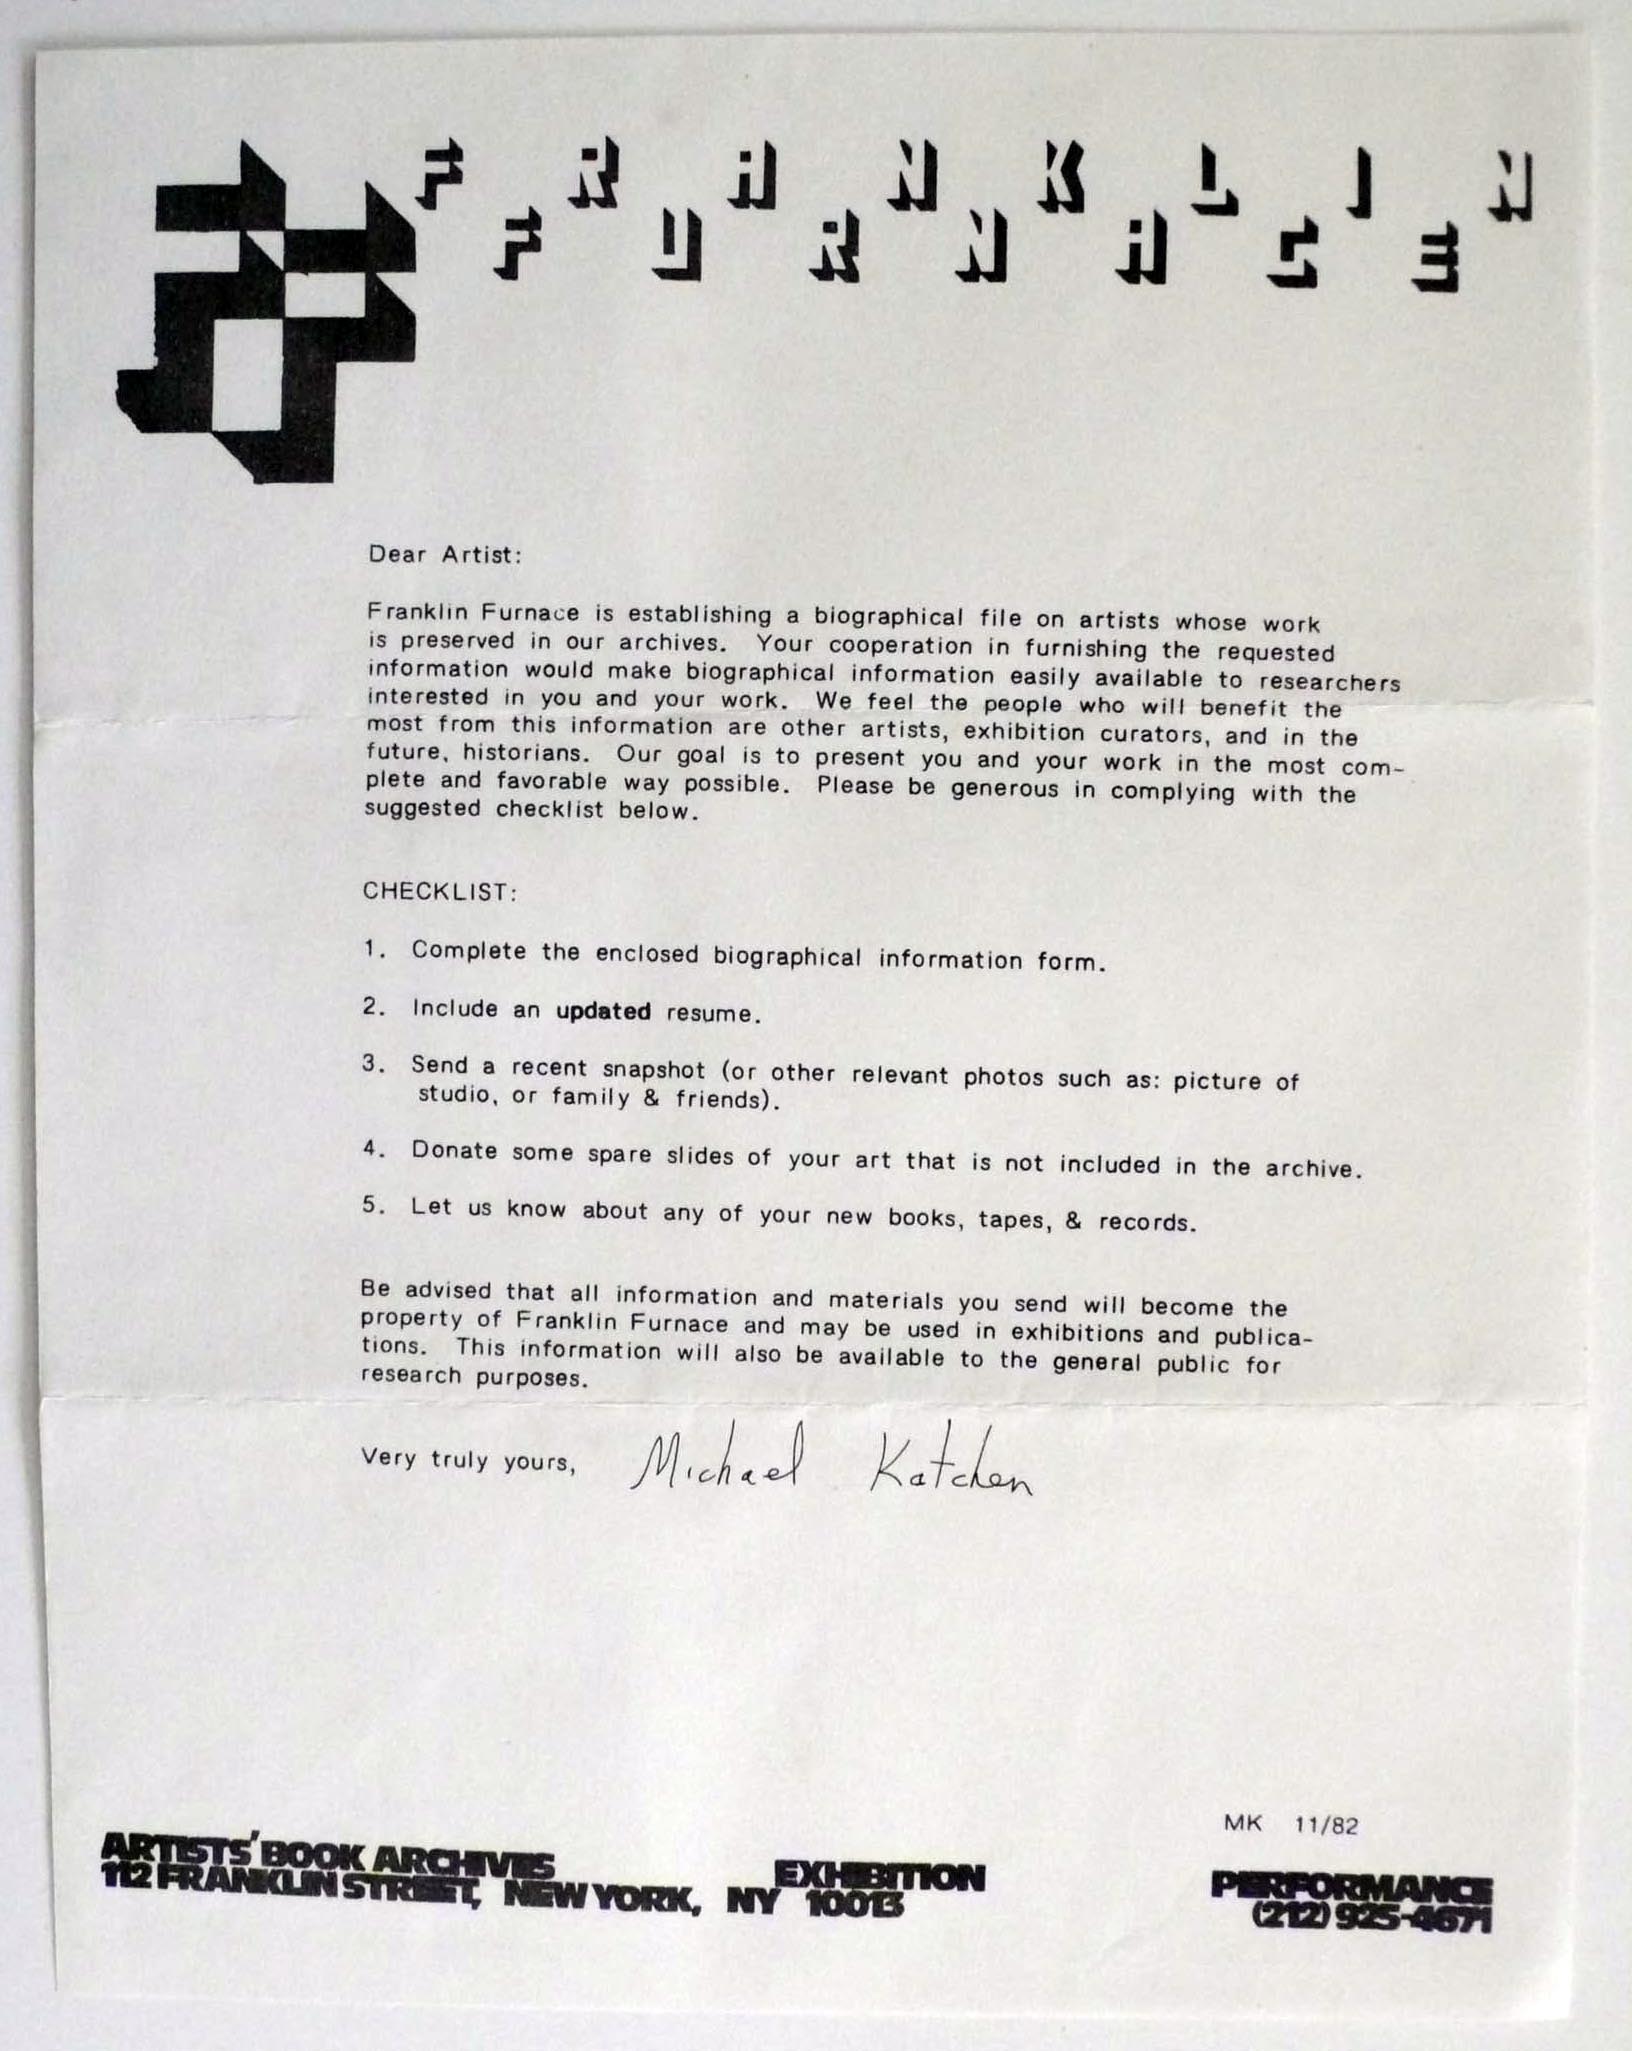 FRANKLIN
FURNACE
Dear Artist:
Franklin Furnace is establishing a biographical file on artists whose work
is preserved in our archives. Your cooperation in furnishing the requested
information would make biographical information easily available to researchers
interested in you and your work. We feel the people who will benefit the
most from this information are other artists, exhibition curators, and in the
future, historians. Our goal is to present you and your work in the most com-
plete and favorable way possible. Please be generous in complying with the
suggested checklist below.
CHECKLIST:
1. Complete the enclosed biographical information form.
2. Include an updated resume.
3. Send a recent snapshot (or other relevant photos such as: picture of
studio, or family & friends).
4. Donate some spare slides of your art that is not included in the archive.
5. Let us know about any of your new books, tapes, & records.
Be advised that all information and materials you send will become the
property of Franklin Furnace and may be used in exhibitions and publica-
tions. This information will also be available to the general public for
research purposes.
Very truly yours, Michael Katchen
MK 11/82
ARTISTS' BOOK ARCHIVES EXHIBITION PERFORMANCE
112 FRANKLIN STREET, NEW YORK, NY 10013 (212) 925-4671